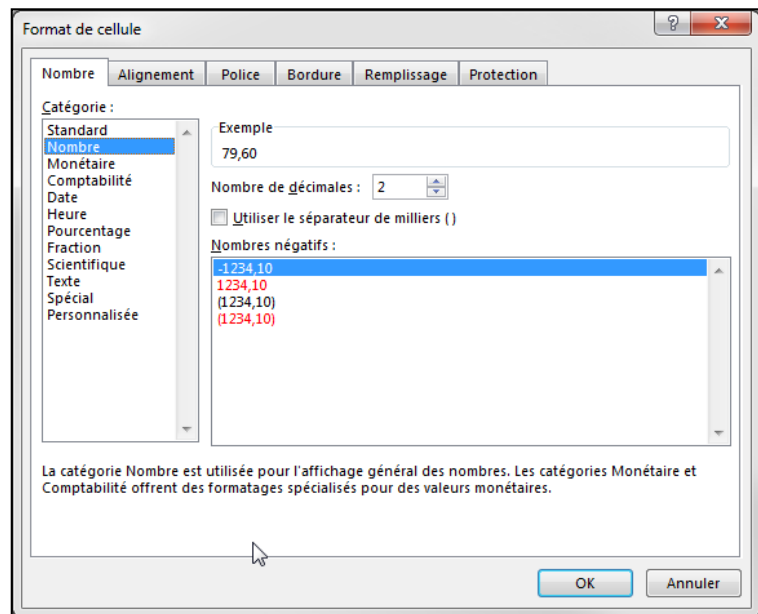 Format de cellule
Nombre Alignement Police Bordure Remplissage Protection
Catégorie :
Standard
Nombre
Monétaire
Comptabilité
Date
Heure
Pourcentage
Fraction
Scientifique
Texte
Spécial
Personnalisée
Exemple
79,60
Nombre de décimales : 2
Utiliser le séparateur de milliers ( )
Nombres négatifs :
-1234,10
1234,10
(1234,10)
(1234,10)
La catégorie Nombre est utilisée pour l'affichage général des nombres. Les catégories Monétaire et
Comptabilité offrent des formatages spécialisés pour des valeurs monétaires.
OK Annuler